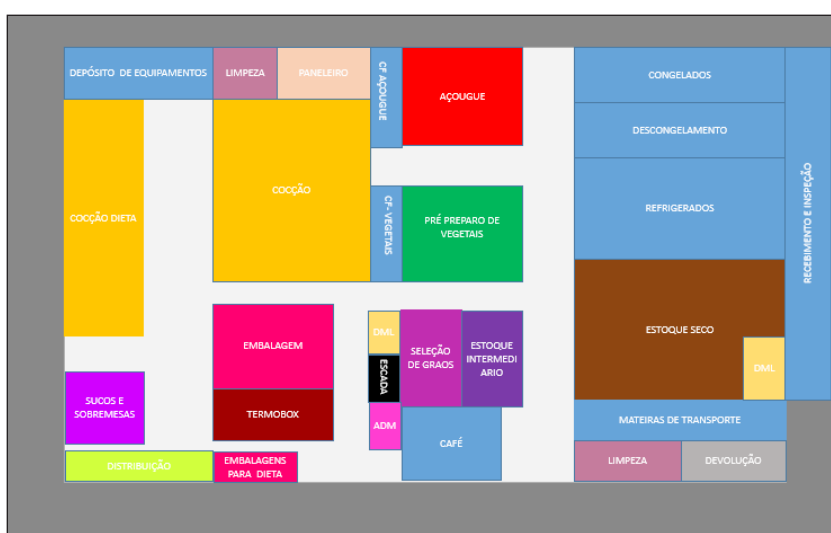 DEPÓSITO DE EQUIPAMENTOS
LIMPEZA
PANELEIRO
CF AÇOUGUE
AÇOUGUE
CONGELADOS
DESCONGELAMENTO
COCÇÃO
COCÇÃO DIETA
CF- VEGETAIS
PRÉ PREPARO DE
VEGETAIS
REFRIGERADOS
RECEBIMENTO E INSPEÇÃO
EMBALAGEM
DML
SELEÇÃO
DE GRAOS
ESTOQUE
INTERMEDI
ARIO
ESTOQUE SECO
ESCADA
DML
SUCOS E
SOBREMESAS
TERMOBOX
ADM
CAFÉ
MATEIRAS DE TRANSPORTE
DISTRIBUIÇÃO
EMBALAGENS
PARA DIETA
LIMPEZA
DEVOLUÇÃO